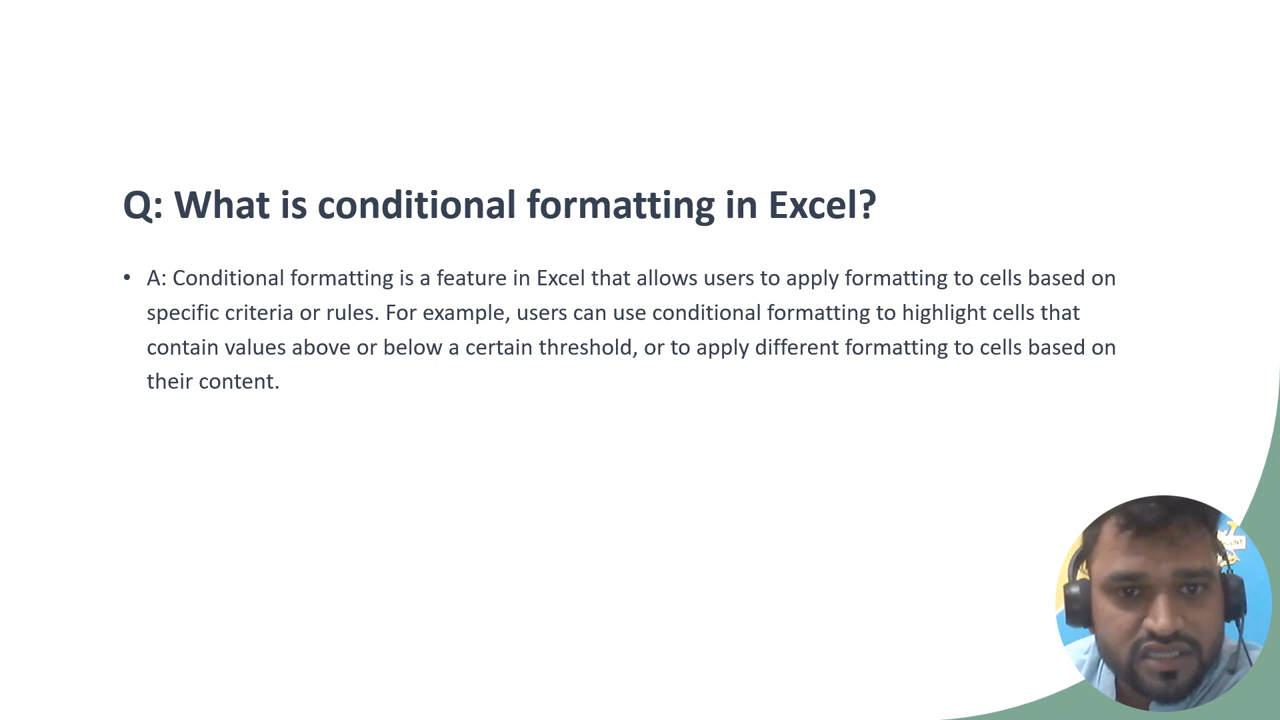 Q: What is conditional formatting in Excel?
• A: Conditional formatting is a feature in Excel that allows users to apply formatting to cells based on
specific criteria or rules. For example, users can use conditional formatting to highlight cells that
contain values above or below a certain threshold, or to apply different formatting to cells based on
their content.